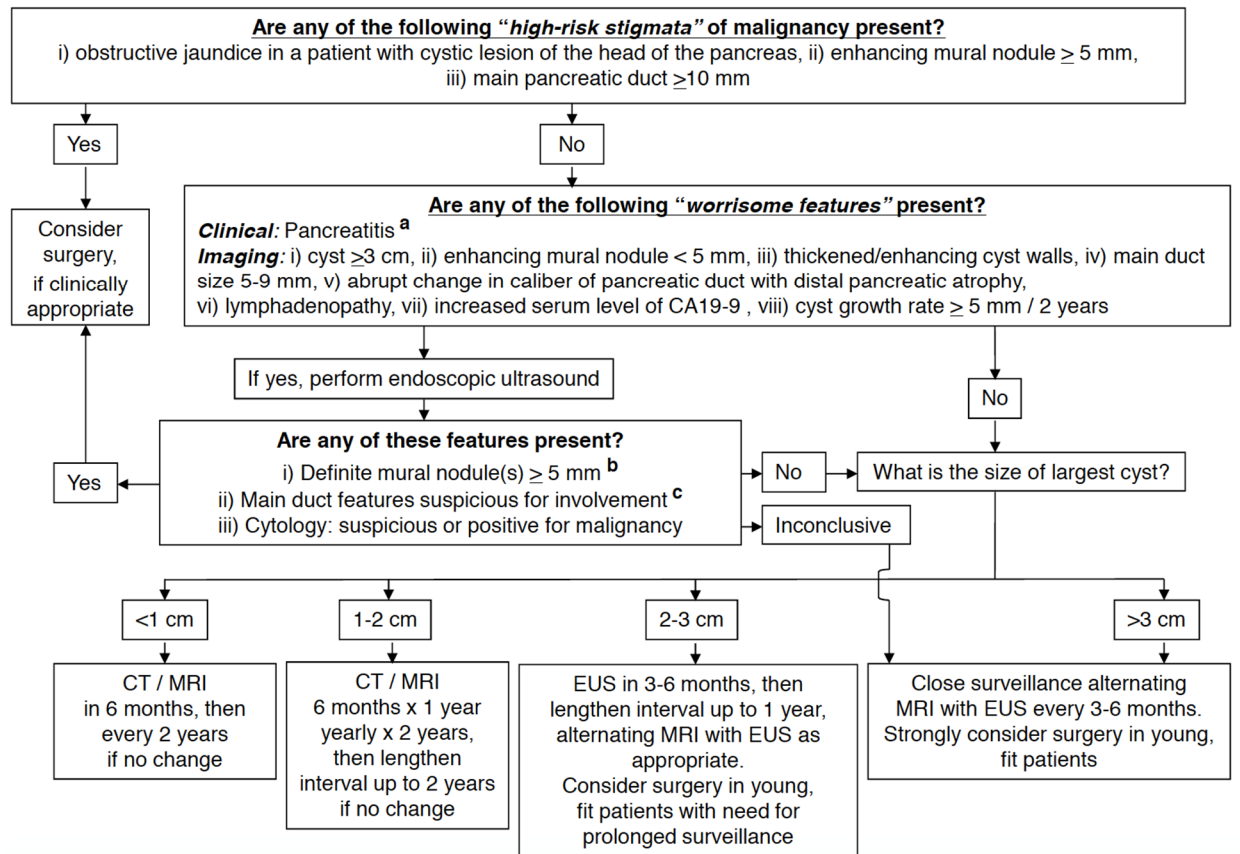 Are any of the following “high-risk stigmata” of malignancy present?
i) obstructive jaundice in a patient with cystic lesion of the head of the pancreas, ii) enhancing mural nodule ≥ 5 mm,
iii) main pancreatic duct ≥10 mm
Yes
No
Consider
surgery,
if clinically
appropriate
Are any of the following “worrisome features” present?
Clinical: Pancreatitis a
Imaging: i) cyst ≥3 cm, ii) enhancing mural nodule < 5 mm, iii) thickened/enhancing cyst walls, iv) main duct
size 5-9 mm, v) abrupt change in caliber of pancreatic duct with distal pancreatic atrophy,
vi) lymphadenopathy, vii) increased serum level of CA19-9 , viii) cyst growth rate ≥ 5 mm / 2 years
If yes, perform endoscopic ultrasound
No
Are any of these features present?
i) Definite mural nodule(s) ≥ 5 mm b
ii) Main duct features suspicious for involvement c
iii) Cytology: suspicious or positive for malignancy
Yes
No
What is the size of largest cyst?
Inconclusive
<1 cm
1-2 cm
2-3 cm
>3 cm
CT / MRI
in 6 months, then
every 2 years
if no change
CT / MRI
6 months x 1 year
yearly x 2 years,
then lengthen
interval up to 2 years
if no change
EUS in 3-6 months, then
lengthen interval up to 1 year,
alternating MRI with EUS as
appropriate.
Consider surgery in young,
fit patients with need for
prolonged surveillance
Close surveillance alternating
MRI with EUS every 3-6 months.
Strongly consider surgery in young,
fit patients